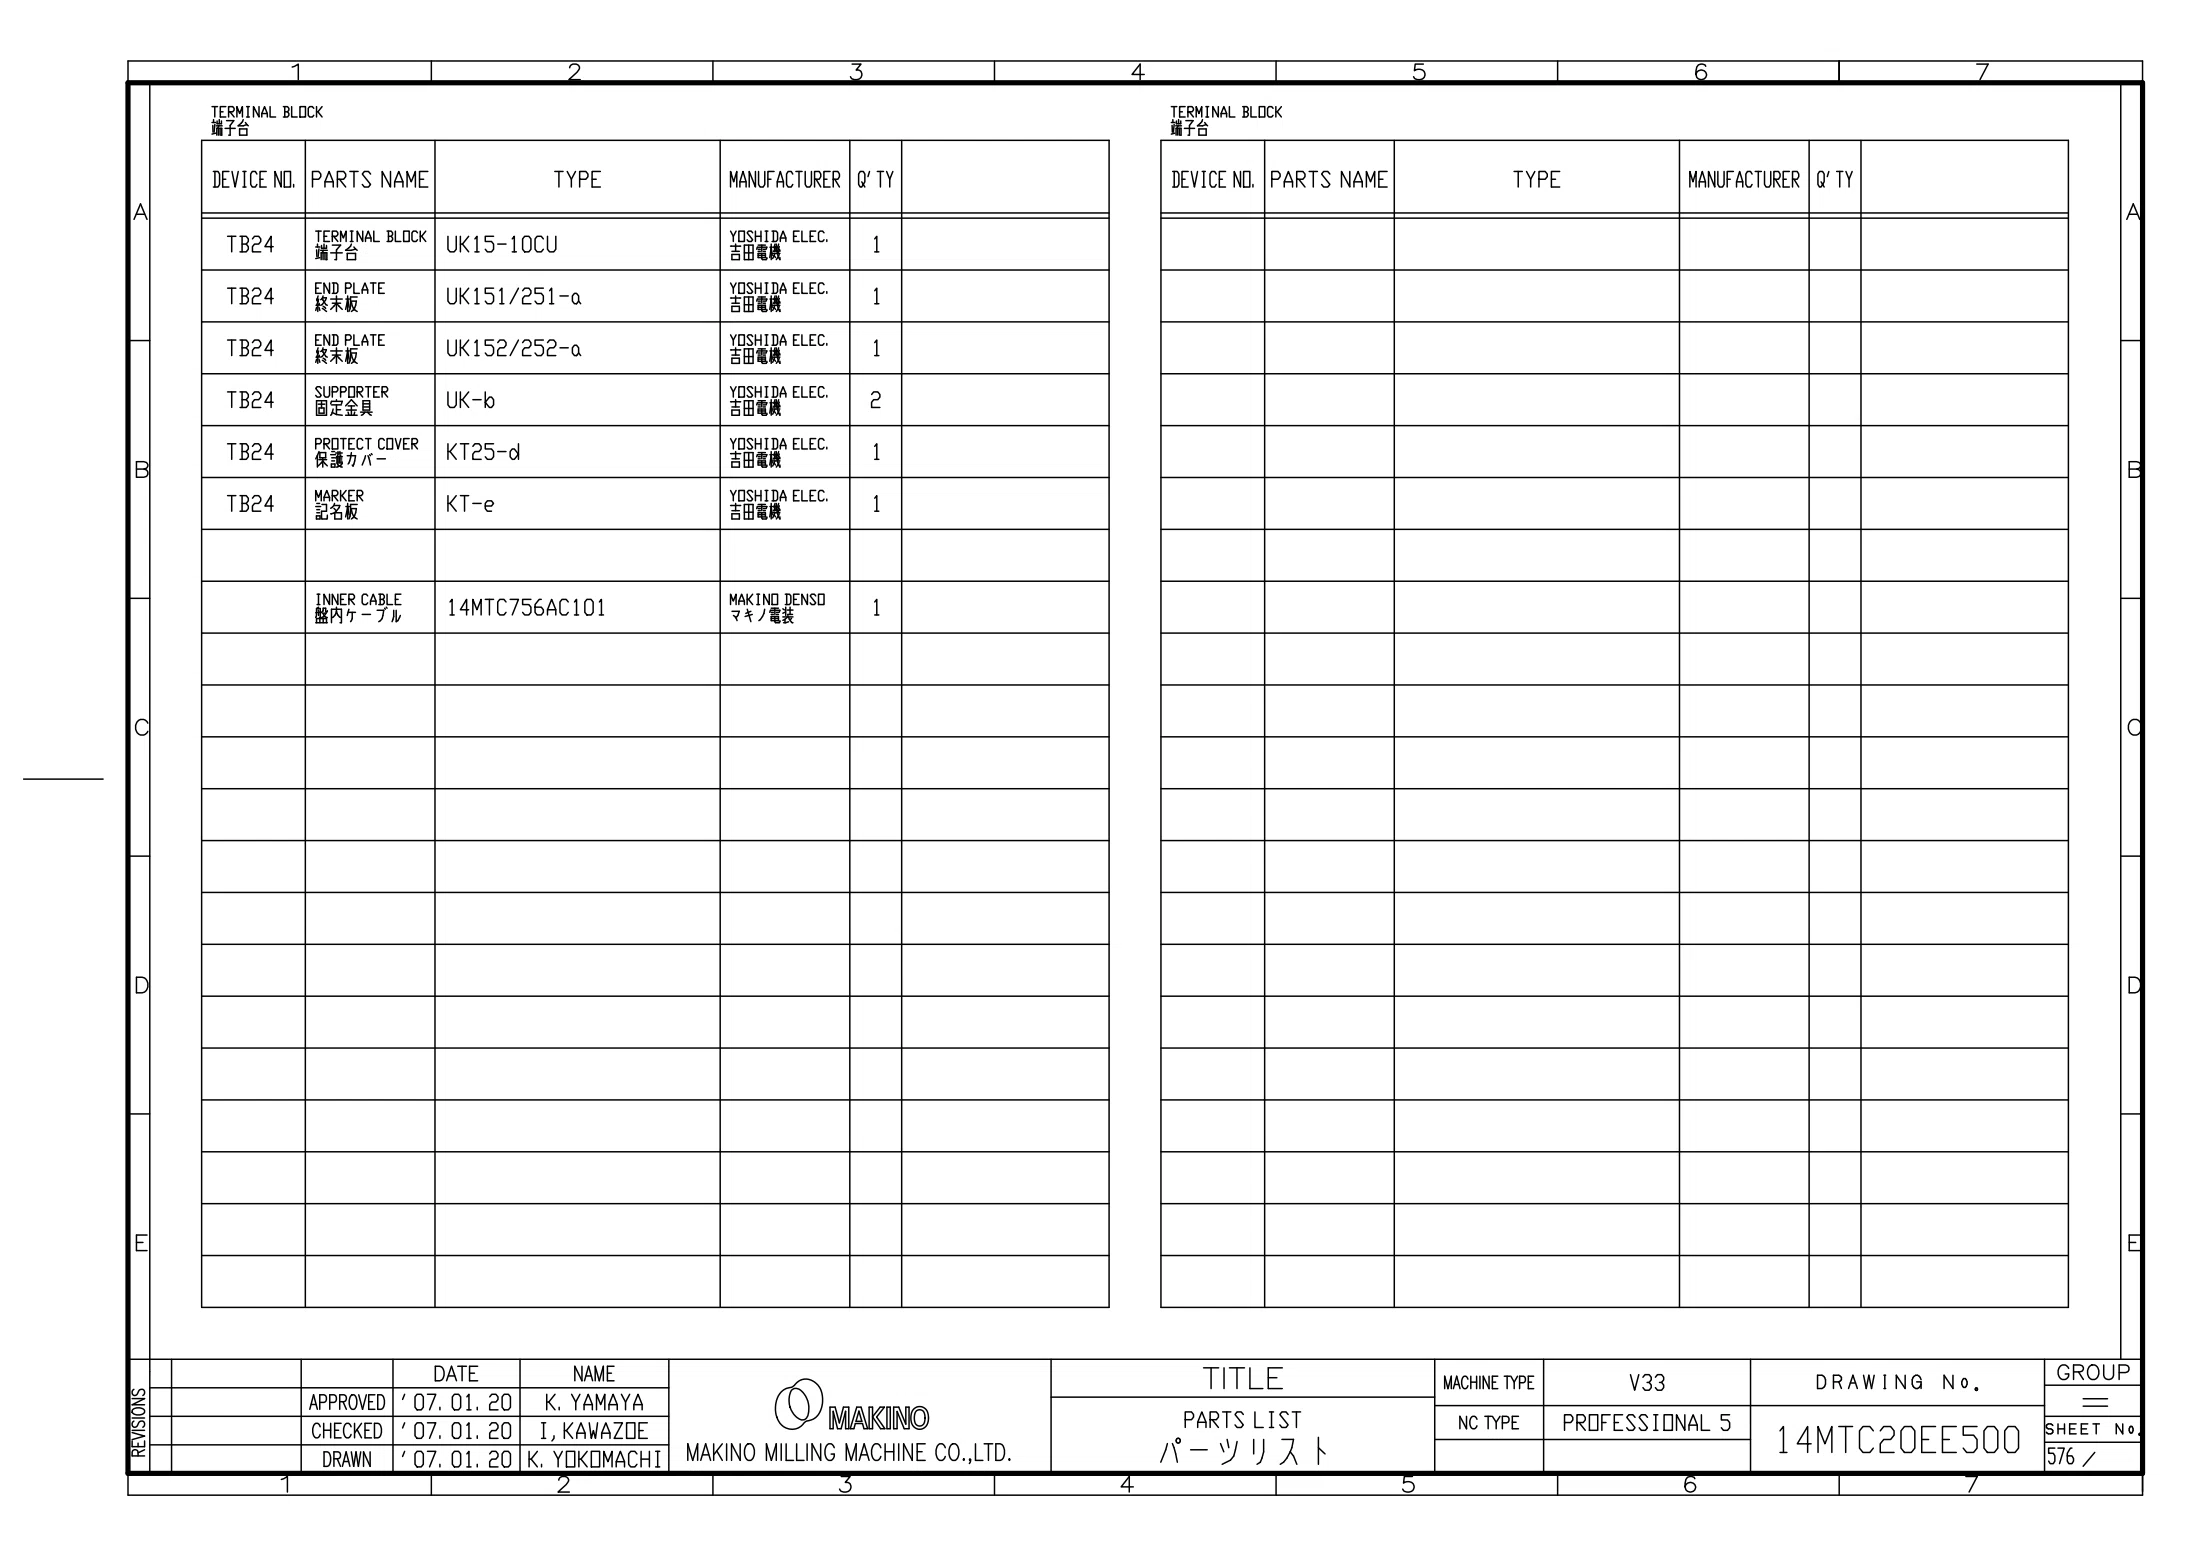 1 2 3 4 5 6 7
TERMINAL BLOCK
端子台
DEVICE NO. PARTS NAME TYPE MANUFACTURER Q'TY
TB24 TERMINAL BLOCK UK15-10CU YOSHIDA ELEC. 1
端子台 吉田電機
TB24 END PLATE UK151/251-a YOSHIDA ELEC. 1
終末板 吉田電機
TB24 END PLATE UK152/252-a YOSHIDA ELEC. 1
終末板 吉田電機
TB24 SUPPORTER UK-b YOSHIDA ELEC. 2
固定金具 吉田電機
TB24 PROTECT COVER KT25-d YOSHIDA ELEC. 1
保護カバー 吉田電機
TB24 MARKER KT-e YOSHIDA ELEC. 1
記名板 吉田電機
INNER CABLE 14MTC756AC101 MAKINO DENSO 1
盤内ケーブル マキノ電装
TERMINAL BLOCK
端子台
DEVICE NO. PARTS NAME TYPE MANUFACTURER Q'TY
A A
B B
C C
D D
E E
REVISIONS
DATE NAME
APPROVED '07.01.20 K.YAMAYA
CHECKED '07.01.20 I,KAWAZOE
DRAWN '07.01.20 K.YOKOMACHI
MAKINO
MAKINO MILLING MACHINE CO.,LTD.
TITLE
PARTS LIST
パーツリスト
MACHINE TYPE V33
NC TYPE PROFESSIONAL 5
DRAWING No.
14MTC20EE500
GROUP
=
SHEET No.
576 /
1 2 3 4 5 6 7